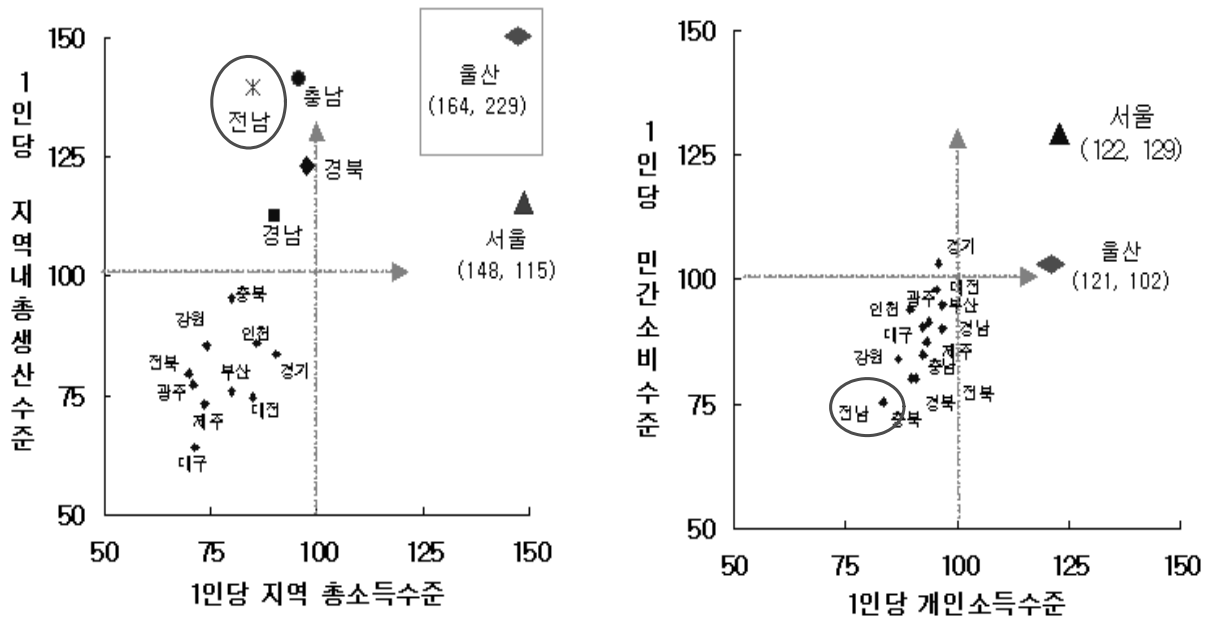 1인당 지역내총생산수준
150
125
100
75
50
전남
충남
경북
경남
울산
(164, 229)
서울
(148, 115)
충북
강원
인천
전북
경기
광주
부산
대전
제주
대구
50 75 100 125 150
1인당 지역 총소득수준
1인당 민간소비수준
150
125
100
75
50
서울
(122, 129)
울산
(121, 102)
경기
대전
광주
인천
부산
대구
경남
제주
강원
충남
전북
경북
전남
충북
50 75 100 125 150
1인당 개인소득수준